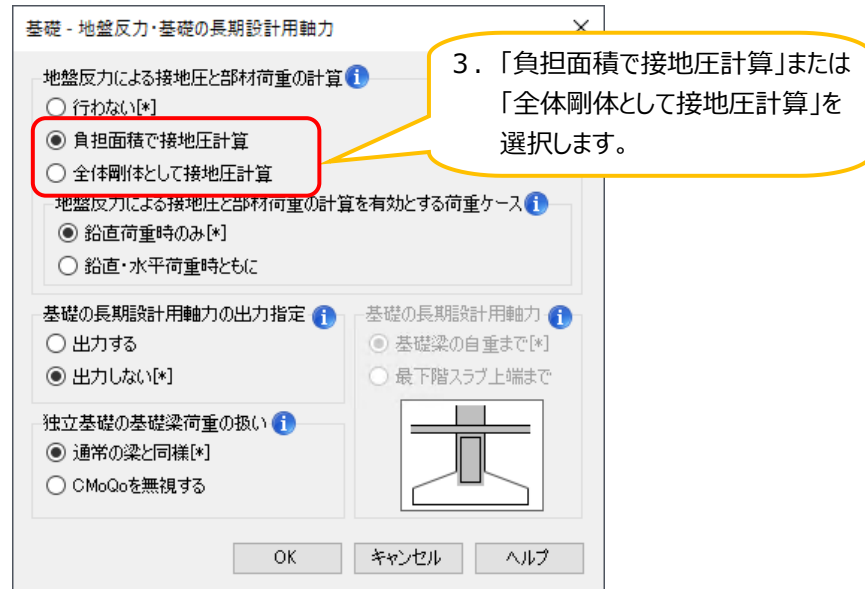 基礎 - 地盤反力・基礎の長期設計用軸力
3．「負担面積で接地圧計算」または
「全体剛体として接地圧計算」を
選択します。
地盤反力による接地圧と部材荷重の計算
行わない[*]
負担面積で接地圧計算
全体剛体として接地圧計算
地盤反力による接地圧と部材荷重の計算を有効とする荷重ケース
鉛直荷重時のみ[*]
鉛直・水平荷重時ともに
基礎の長期設計用軸力の出力指定
出力する
出力しない[*]
基礎の長期設計用軸力
基礎梁の自重まで[*]
最下階スラブ上端まで
独立基礎の基礎梁荷重の扱い
通常の梁と同様[*]
CMoQoを無視する
OK
キャンセル
ヘルプ